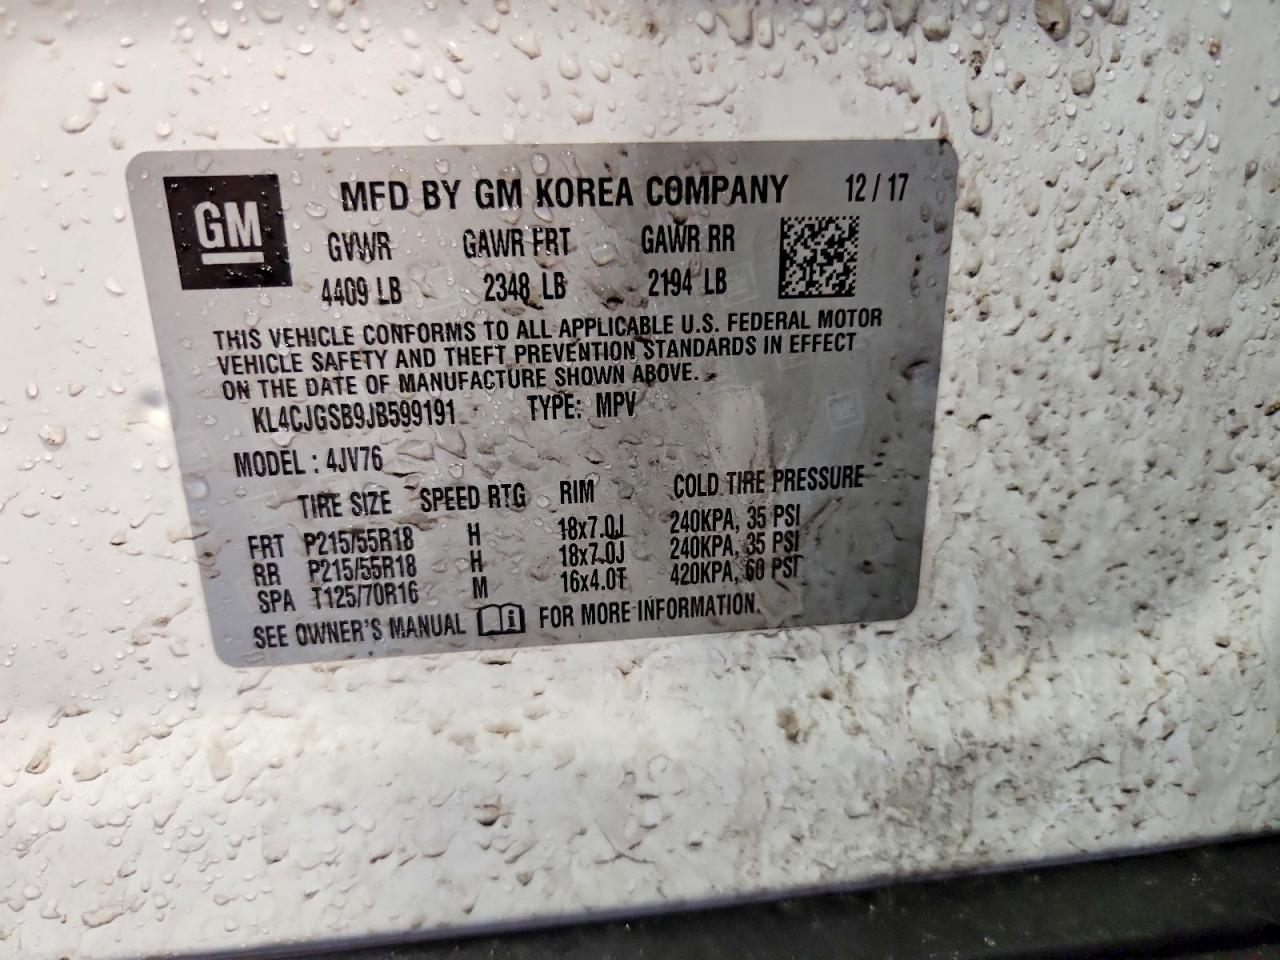 GM
MFD BY GM KOREA COMPANY 12/17
GVWR GAWR FRT GAWR RR
4409 LB 2348 LB 2194 LB
THIS VEHICLE CONFORMS TO ALL APPLICABLE U.S. FEDERAL MOTOR
VEHICLE SAFETY AND THEFT PREVENTION STANDARDS IN EFFECT
ON THE DATE OF MANUFACTURE SHOWN ABOVE.
KL4CJGSB9JB599191 TYPE: MPV
MODEL: 4JV76
TIRE SIZE SPEED RTG RIM COLD TIRE PRESSURE
FRT P215/55R18 H 18x7.0J 240KPA, 35 PSI
RR P215/55R18 H 18x7.0J 240KPA, 35 PSI
SPA T125/70R16 M 16x4.0T 420KPA, 60 PSI
SEE OWNER'S MANUAL i FOR MORE INFORMATION.